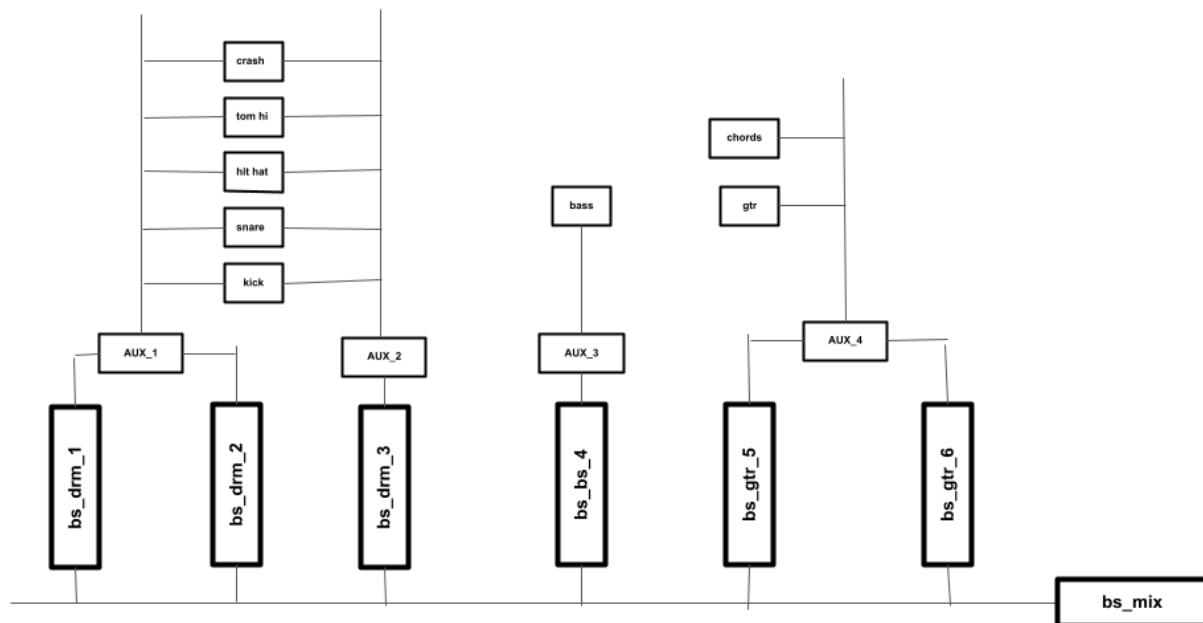 crash
tom hi
hit hat
snare
kick
bass
chords
gtr
AUX_1
AUX_2
AUX_3
AUX_4
bs_drm_1
bs_drm_2
bs_drm_3
bs_bs_4
bs_gtr_5
bs_gtr_6
bs_mix